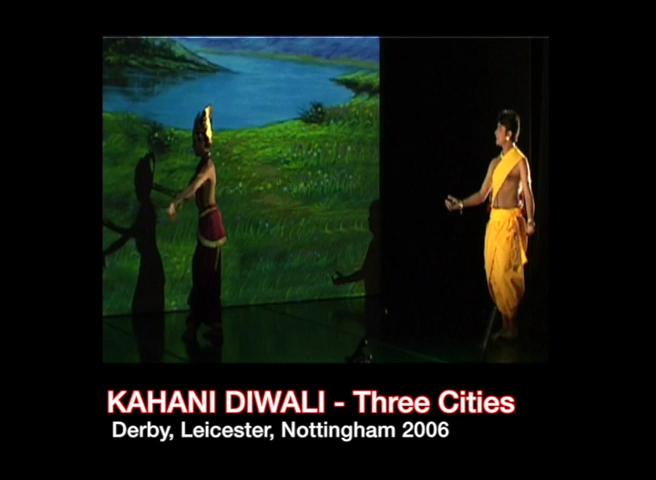 KAHANI DIWALI - Three Cities
Derby, Leicester, Nottingham 2006